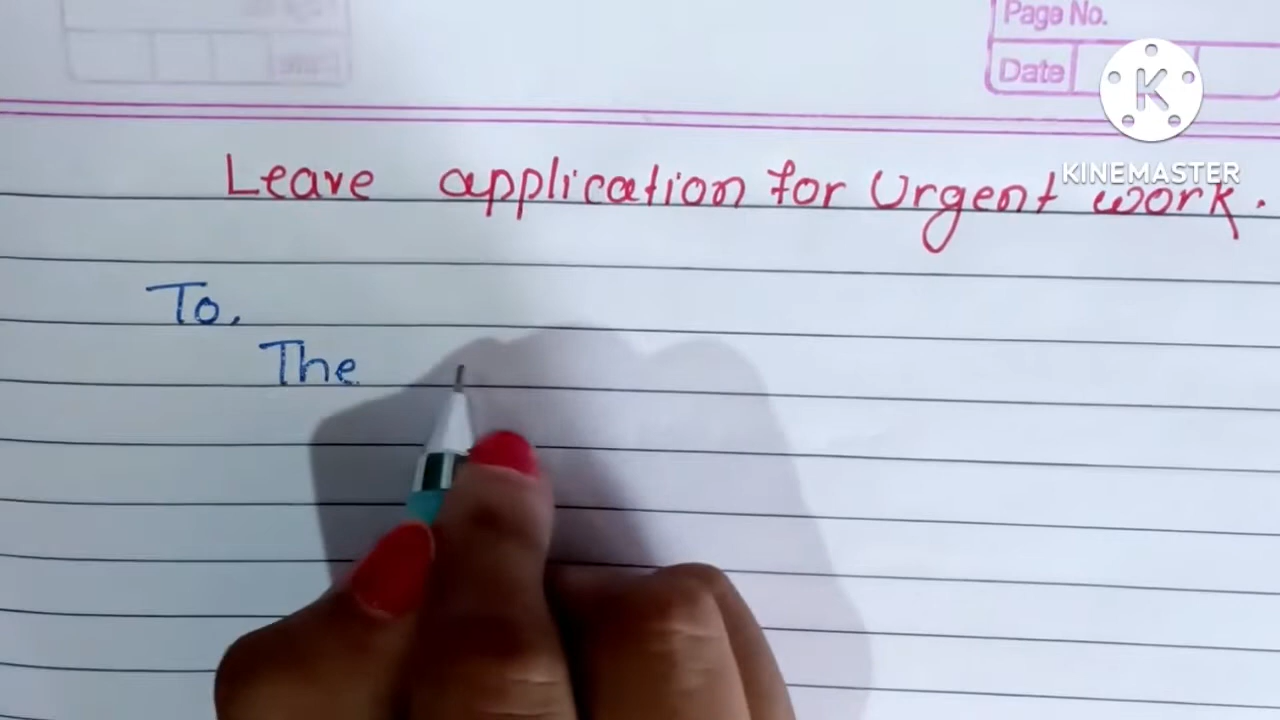 Page No.
Date
KINEMASTER
Leave application for Urgent work.
To,
The